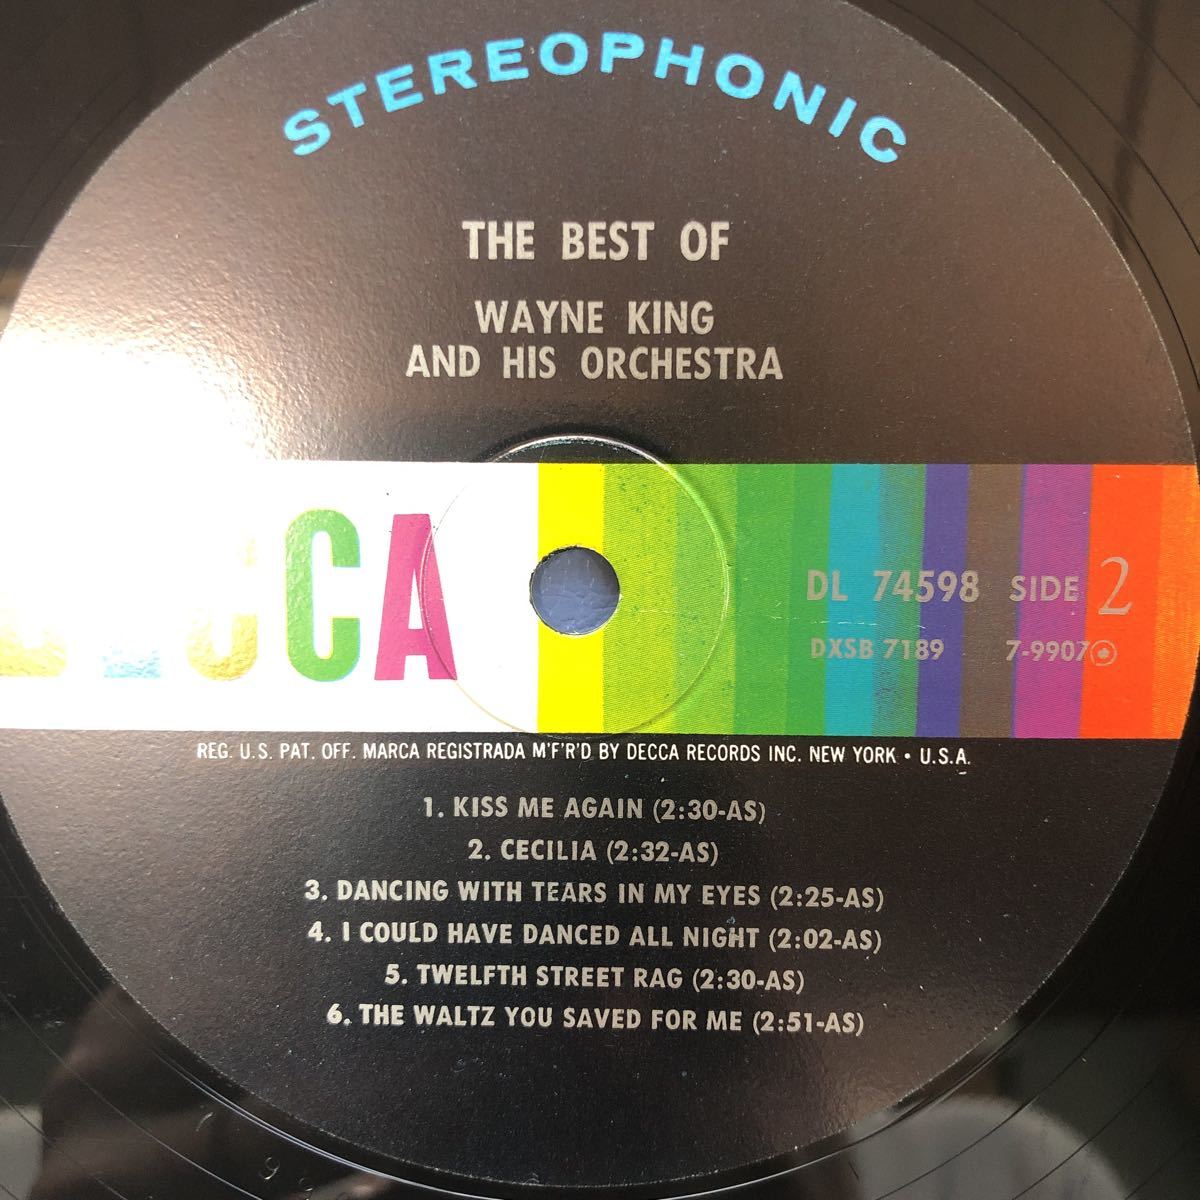 STEREOPHONIC
THE BEST OF
WAYNE KING
AND HIS ORCHESTRA
DECCA
DL 74598 SIDE 2
DXSB 7189 7-9907
REG. U.S. PAT. OFF. MARCA REGISTRADA M'F'R'D BY DECCA RECORDS INC. NEW YORK • U.S.A.
1. KISS ME AGAIN (2:30-AS)
2. CECILIA (2:32-AS)
3. DANCING WITH TEARS IN MY EYES (2:25-AS)
4. I COULD HAVE DANCED ALL NIGHT (2:02-AS)
5. TWELFTH STREET RAG (2:30-AS)
6. THE WALTZ YOU SAVED FOR ME (2:51-AS)